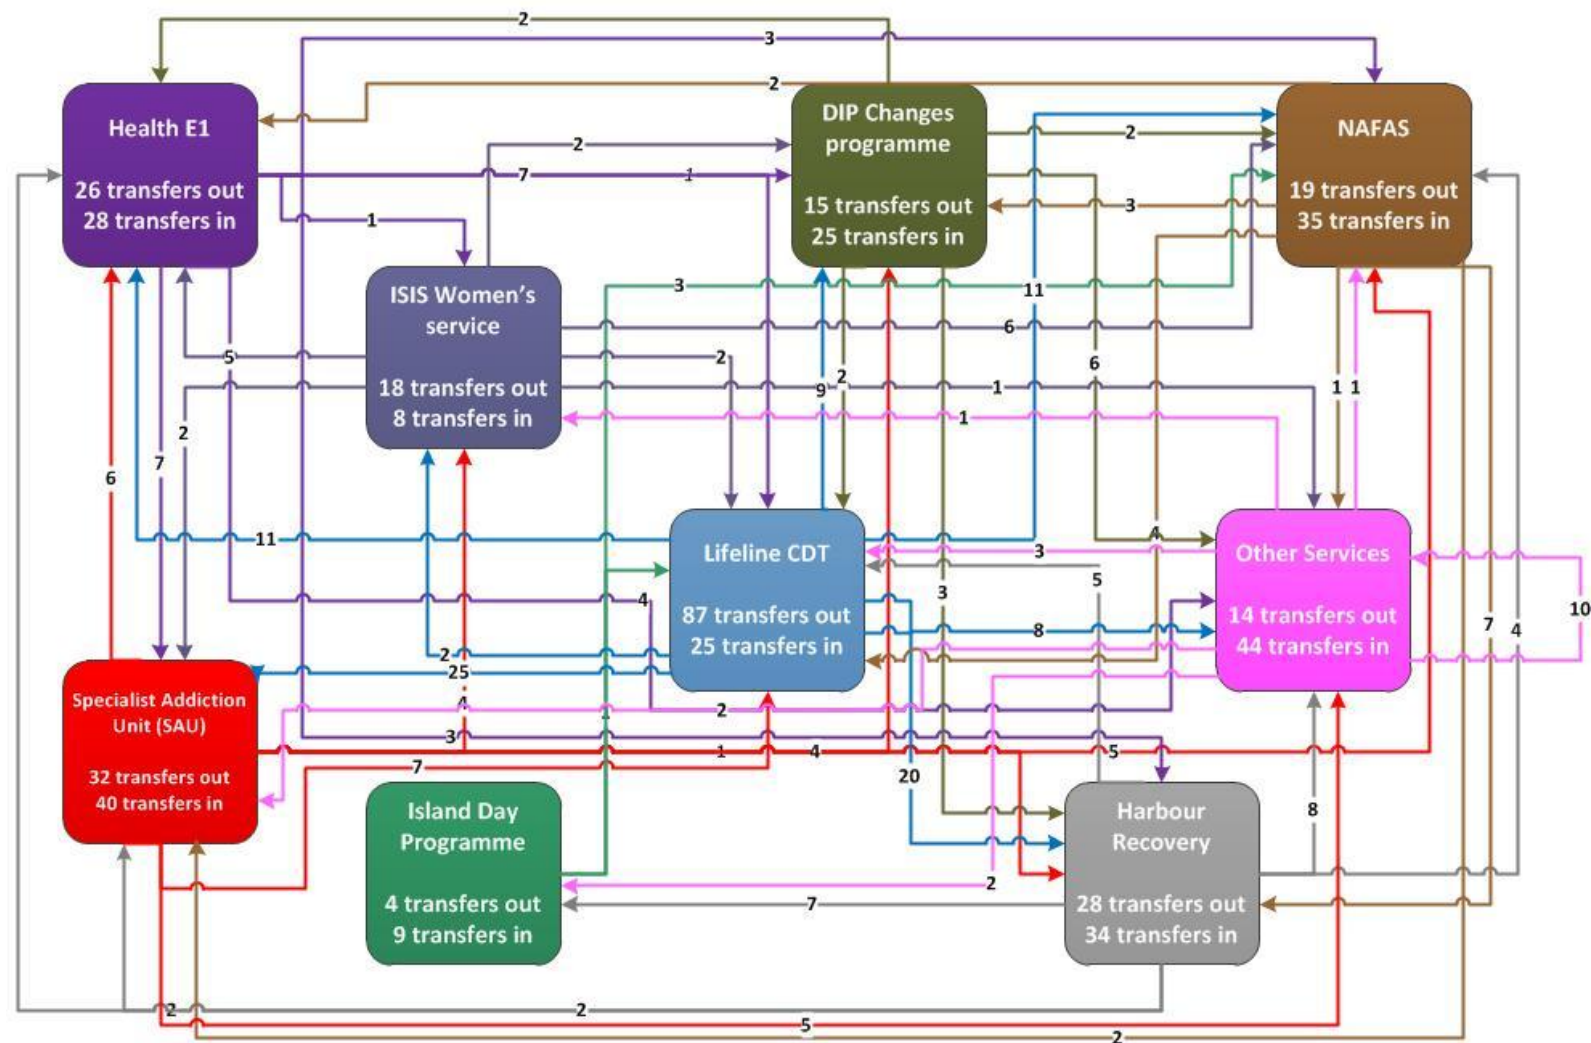 2
3
2
Health E1
26 transfers out
28 transfers in
DIP Changes
programme
15 transfers out
25 transfers in
NAFAS
19 transfers out
35 transfers in
2
2
7
1
1
3
ISIS Women's
service
18 transfers out
8 transfers in
3
11
6
5
2
9
2
6
1
1
1
2
1
7
6
11
4
3
Lifeline CDT
87 transfers out
25 transfers in
Other Services
14 transfers out
44 transfers in
5
3
4
10
8
7
4
2
25
4
2
1
Specialist Addiction
Unit (SAU)
32 transfers out
40 transfers in
3
1
4
5
7
20
Island Day
Programme
4 transfers out
9 transfers in
Harbour
Recovery
28 transfers out
34 transfers in
8
2
7
2
2
5
2